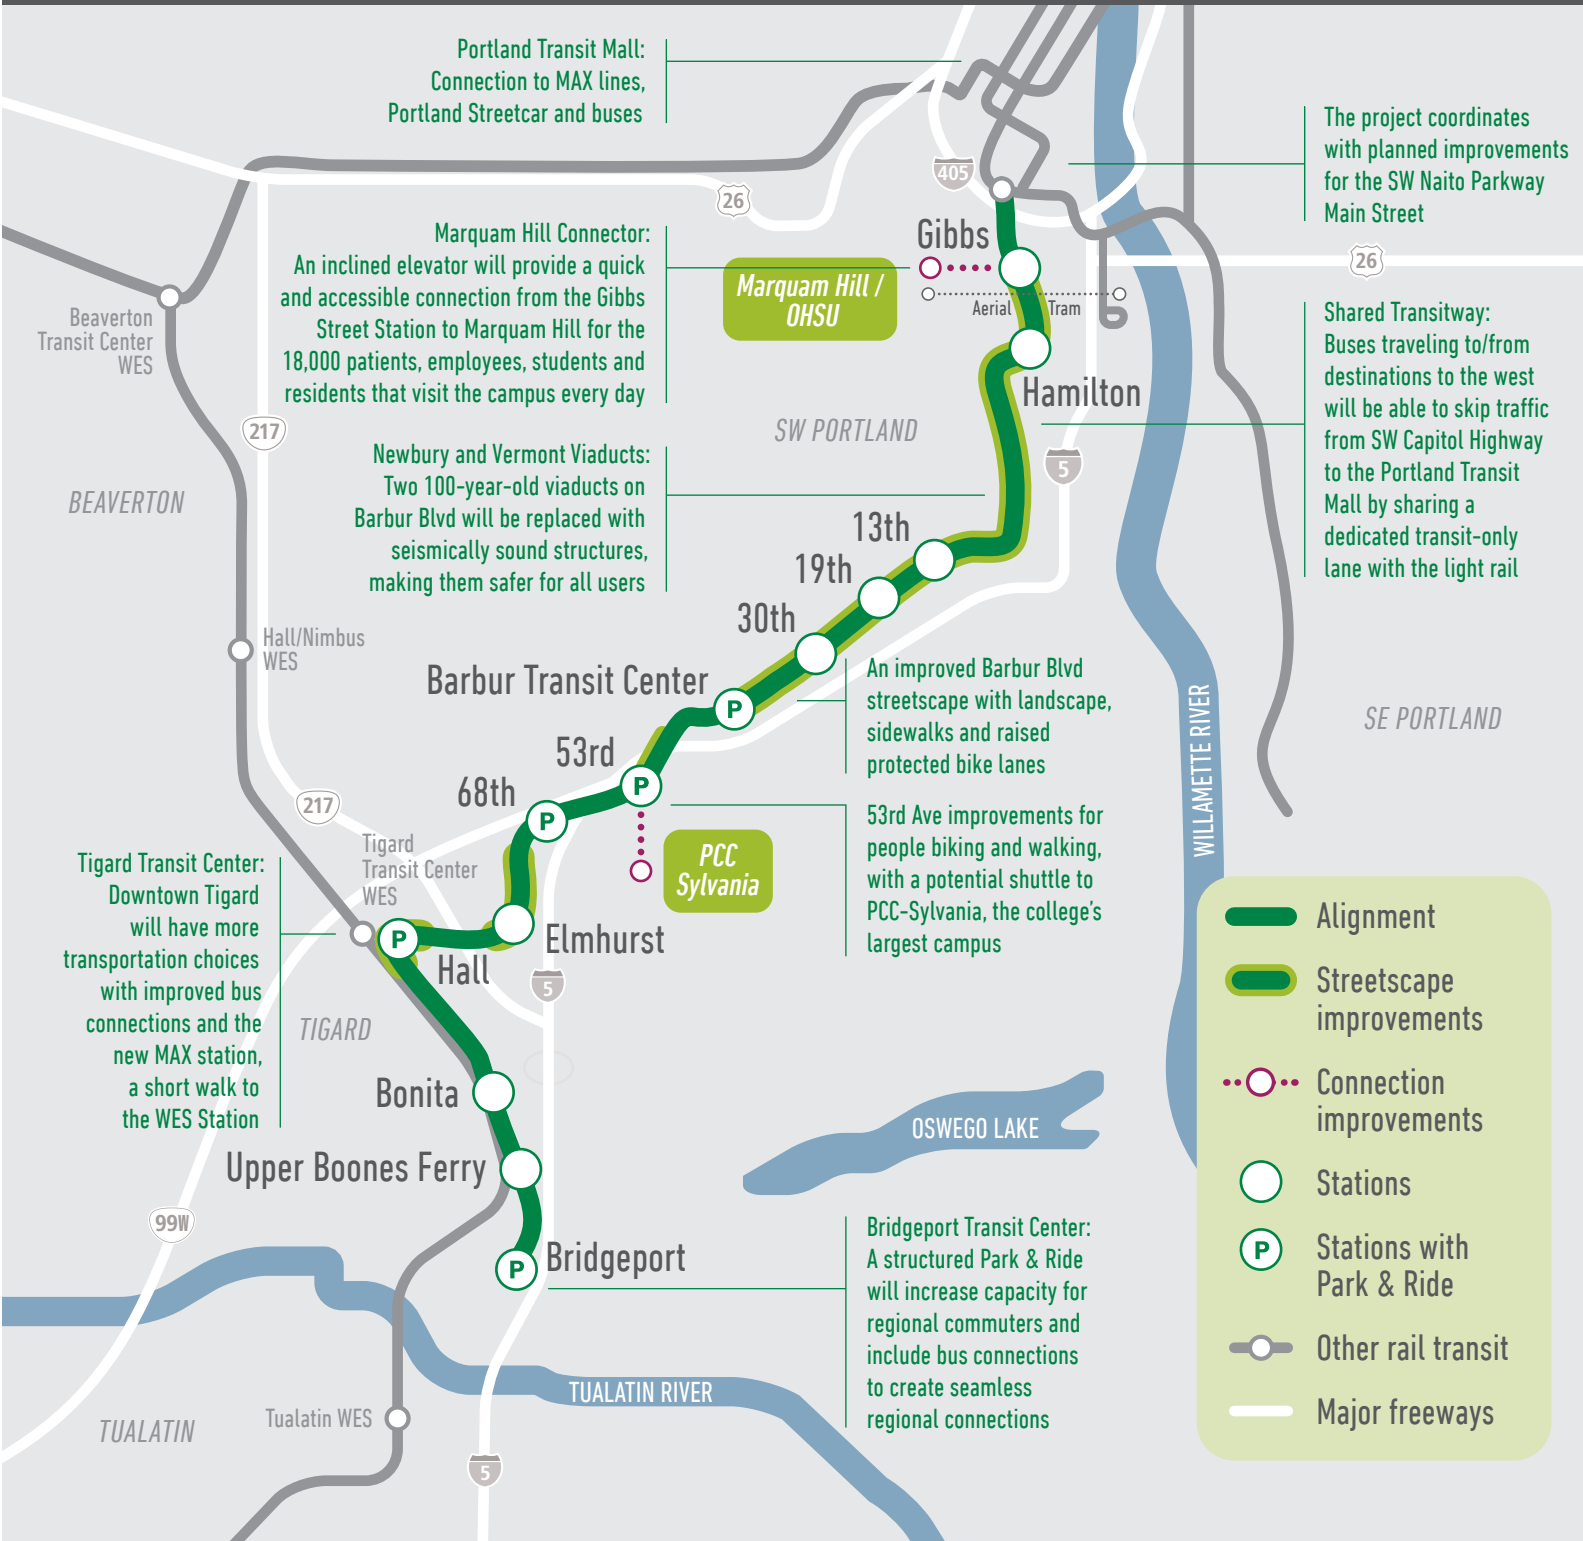 Portland Transit Mall:
Connection to MAX lines,
Portland Streetcar and buses
The project coordinates
with planned improvements
for the SW Naito Parkway
Main Street
405
26
Gibbs
26
Marquam Hill Connector:
An inclined elevator will provide a quick
and accessible connection from the Gibbs
Street Station to Marquam Hill for the
18,000 patients, employees, students and
residents that visit the campus every day
Marquam Hill /
OHSU
Aerial Tram
Beaverton
Transit Center
WES
Shared Transitway:
Buses traveling to/from
destinations to the west
will be able to skip traffic
from SW Capitol Highway
to the Portland Transit
Mall by sharing a
dedicated transit-only
lane with the light rail
Hamilton
SW PORTLAND
217
5
BEAVERTON
Newbury and Vermont Viaducts:
Two 100-year-old viaducts on
Barbur Blvd will be replaced with
seismically sound structures,
making them safer for all users
13th
19th
30th
Hall/Nimbus
WES
Barbur Transit Center
P
An improved Barbur Blvd
streetscape with landscape,
sidewalks and raised
protected bike lanes
WILLAMETTE RIVER
SE PORTLAND
53rd
P
68th
P
217
53rd Ave improvements for
people biking and walking,
with a potential shuttle to
PCC-Sylvania, the college's
largest campus
PCC
Sylvania
Tigard
Transit Center
WES
Tigard Transit Center:
Downtown Tigard
will have more
transportation choices
with improved bus
connections and the
new MAX station,
a short walk to
the WES Station
P
Elmhurst
Hall
5
TIGARD
Bonita
OSWEGO LAKE
Upper Boones Ferry
99W
P
Bridgeport
Bridgeport Transit Center:
A structured Park & Ride
will increase capacity for
regional commuters and
include bus connections
to create seamless
regional connections
TUALATIN RIVER
Tualatin WES
TUALATIN
5
Alignment
Streetscape
improvements
Connection
improvements
Stations
P
Stations with
Park & Ride
Other rail transit
Major freeways